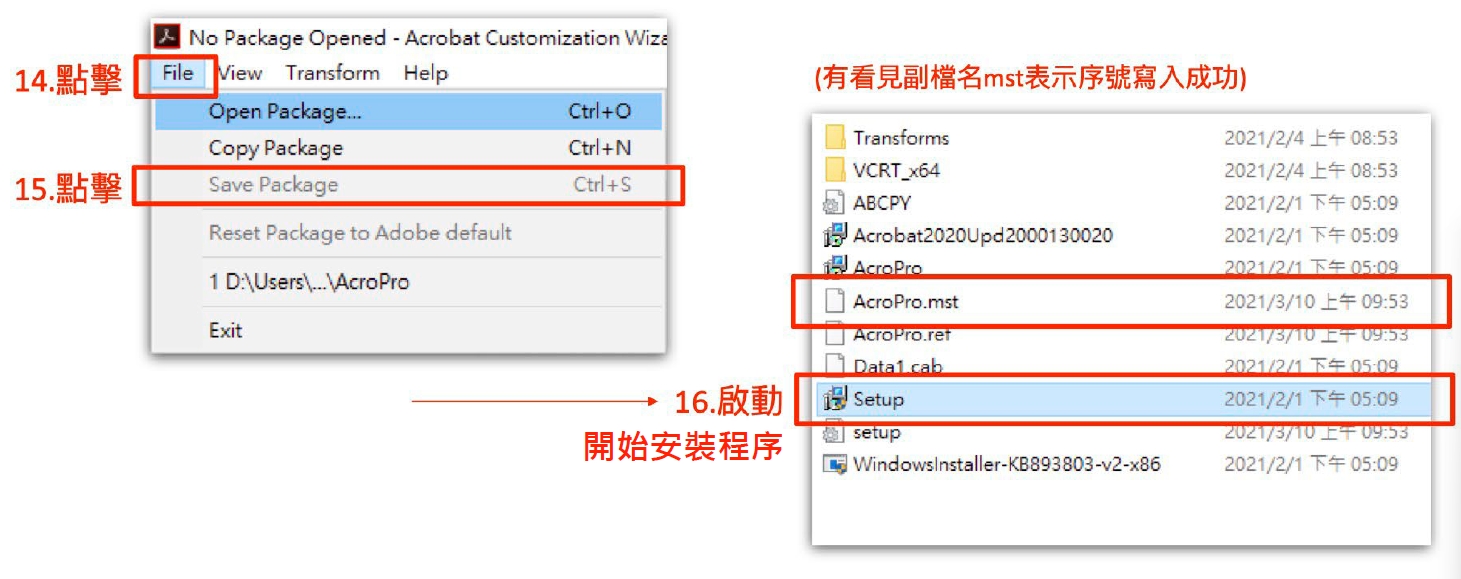 No Package Opened - Acrobat Customization Wiza
14.點擊
File View Transform Help
Open Package... Ctrl+O
Copy Package Ctrl+N
15.點擊
Save Package Ctrl+S
Reset Package to Adobe default
1 D:\Users\...\AcroPro
Exit
(有看見副檔名mst表示序號寫入成功)
Transforms 2021/2/4 上午 08:53
VCRT_x64 2021/2/4 上午 08:53
ABCPY 2021/2/1 下午 05:09
Acrobat2020Upd2000130020 2021/2/1 下午 05:09
AcroPro 2021/2/1 下午 05:09
AcroPro.mst 2021/3/10 上午 09:53
AcroPro.ref 2021/3/10 上午 09:53
Data1.cab 2021/2/1 下午 05:09
16.啟動
開始安裝程序
Setup 2021/2/1 下午 05:09
setup 2021/3/10 上午 09:53
WindowsInstaller-KB893803-v2-x86 2021/2/1 下午 05:09